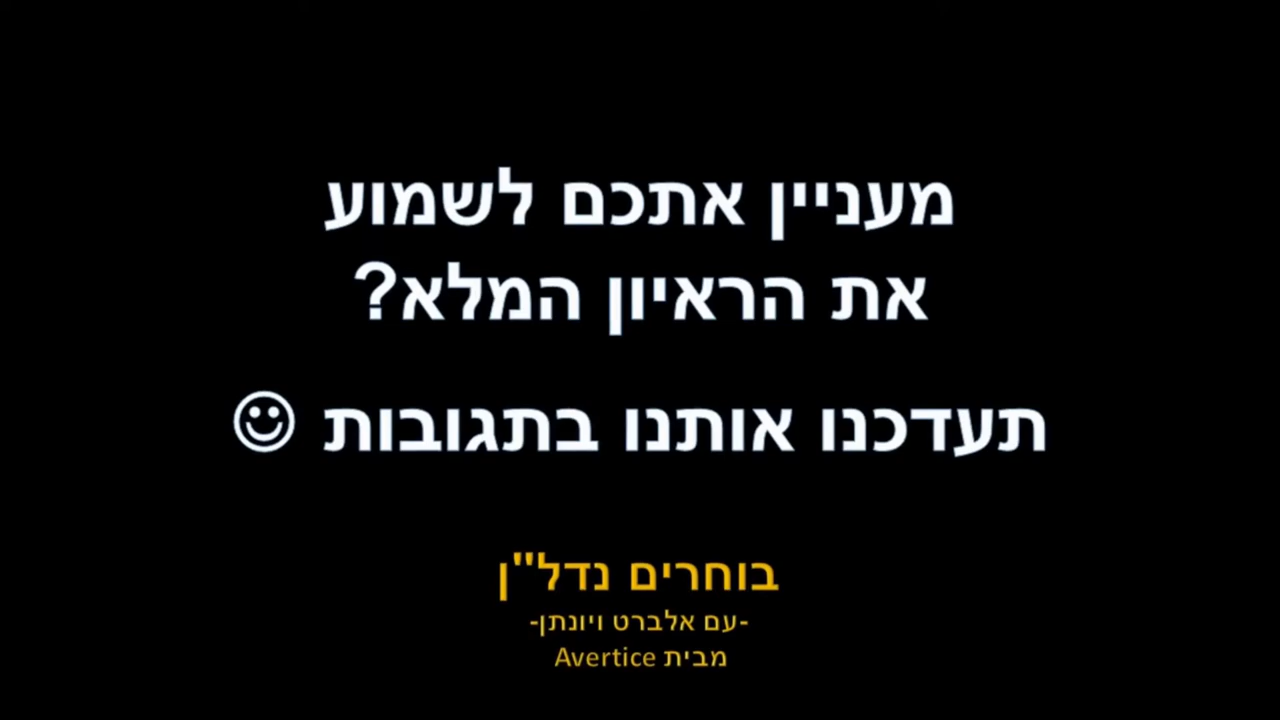 מעניין אתכם לשמוע
את הראיון המלא?
תעדכנו אותנו בתגובות ☺
בוחרים נדל"ן
-עם אלברט ויונתן-
מבית Avertice